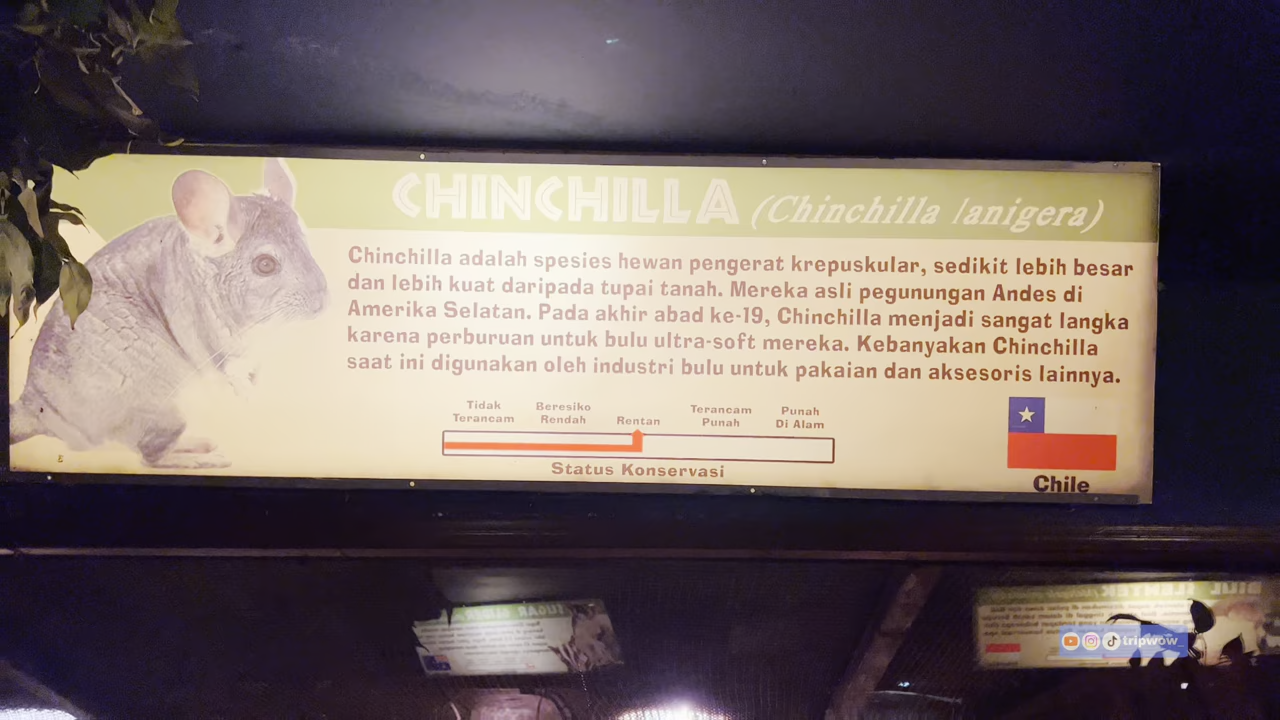 CHINCHILLA (Chinchilla lanigera)
Chinchilla adalah spesies hewan pengerat krepuskular, sedikit lebih besar
dan lebih kuat daripada tupai tanah. Mereka asli pegunungan Andes di
Amerika Selatan. Pada akhir abad ke-19, Chinchilla menjadi sangat langka
karena perburuan untuk bulu ultra-soft mereka. Kebanyakan Chinchilla
saat ini digunakan oleh industri bulu untuk pakaian dan aksesoris lainnya.
Tidak Terancam
Beresiko Rendah
Rentan
Terancam Punah
Punah Di Alam
Status Konservasi
Chile
SUGAR
tripwow_